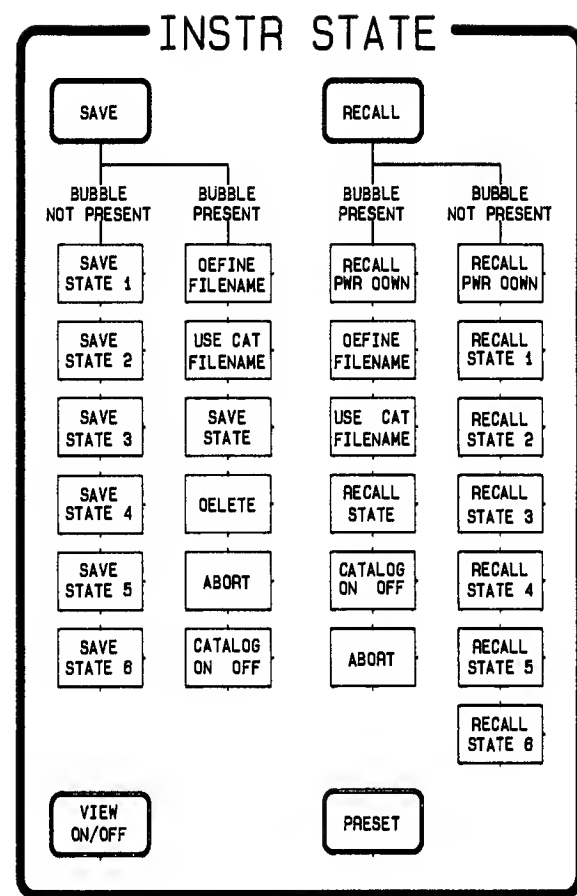 INSTR STATE
SAVE
BUBBLE
NOT PRESENT
SAVE
STATE 1
SAVE
STATE 2
SAVE
STATE 3
SAVE
STATE 4
SAVE
STATE 5
SAVE
STATE 6
BUBBLE
PRESENT
DEFINE
FILENAME
USE CAT
FILENAME
SAVE
STATE
DELETE
ABORT
CATALOG
ON OFF
RECALL
BUBBLE
PRESENT
RECALL
PWR DOWN
DEFINE
FILENAME
USE CAT
FILENAME
RECALL
STATE
CATALOG
ON OFF
ABORT
BUBBLE
NOT PRESENT
RECALL
PWR DOWN
RECALL
STATE 1
RECALL
STATE 2
RECALL
STATE 3
RECALL
STATE 4
RECALL
STATE 5
RECALL
STATE 6
VIEW
ON/OFF
PRESET